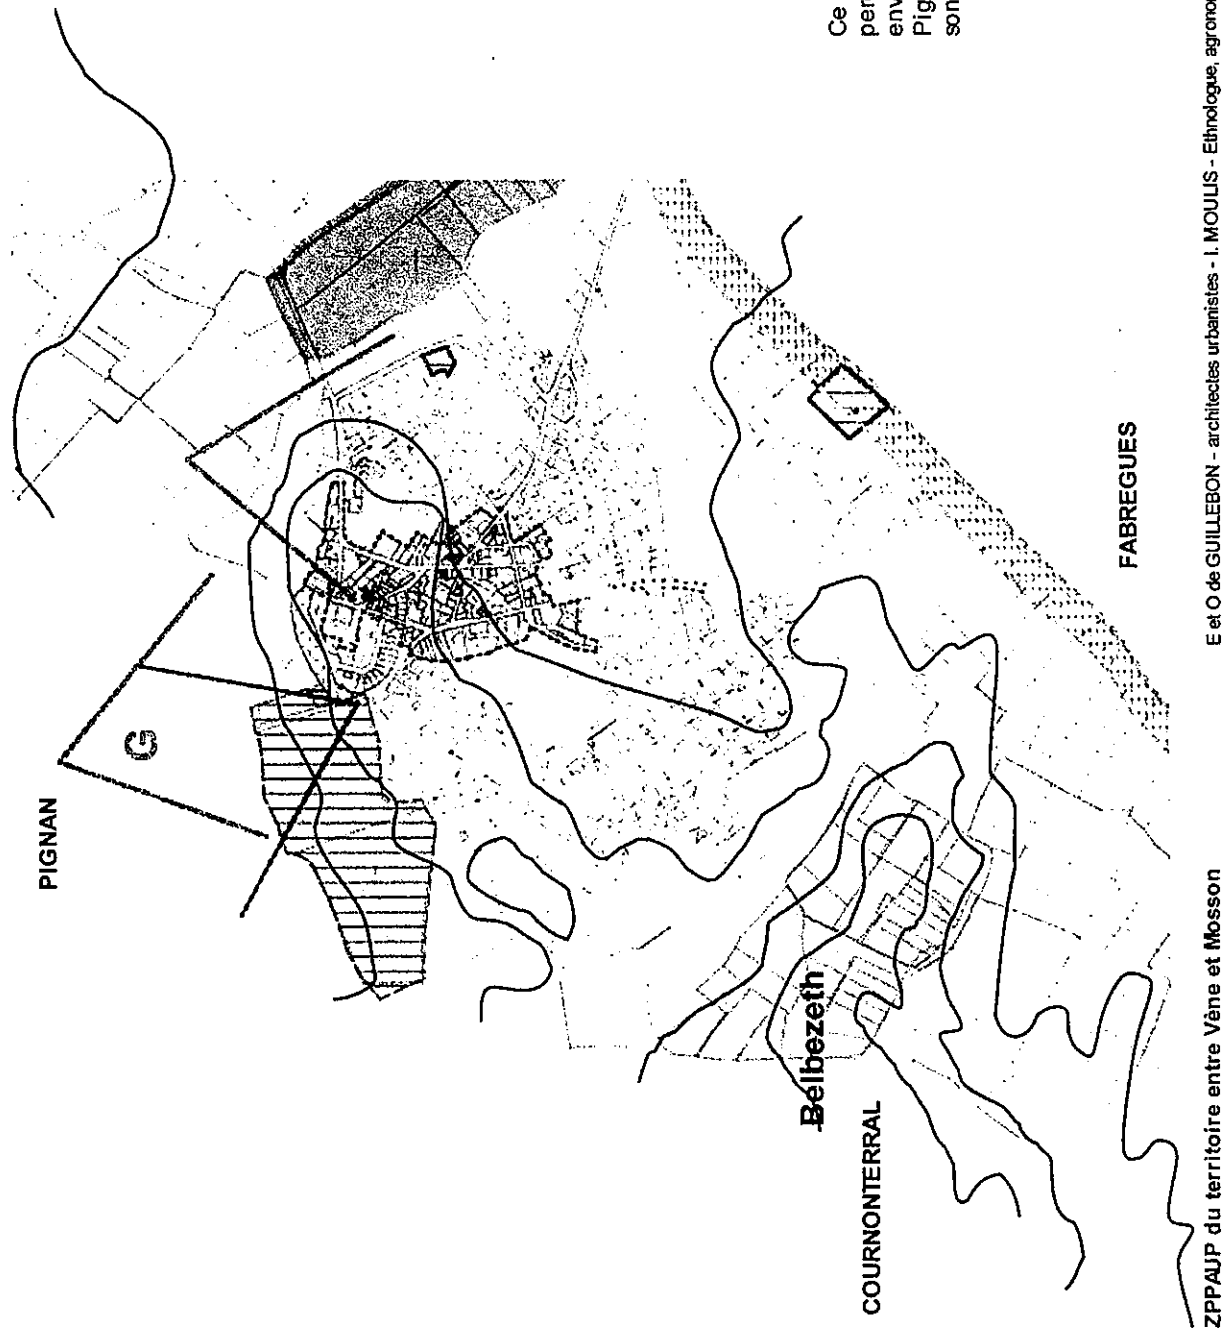 PIGNAN
G
Ce
per
env
Pig
son
Belbezeth
COURNONTERRAL
FABREGUES
ZPPAUP du territoire entre Vène et Mosson
E et O de GUILLEBON - architectes urbanistes - I. MOULIS - Ethnologue, agrono